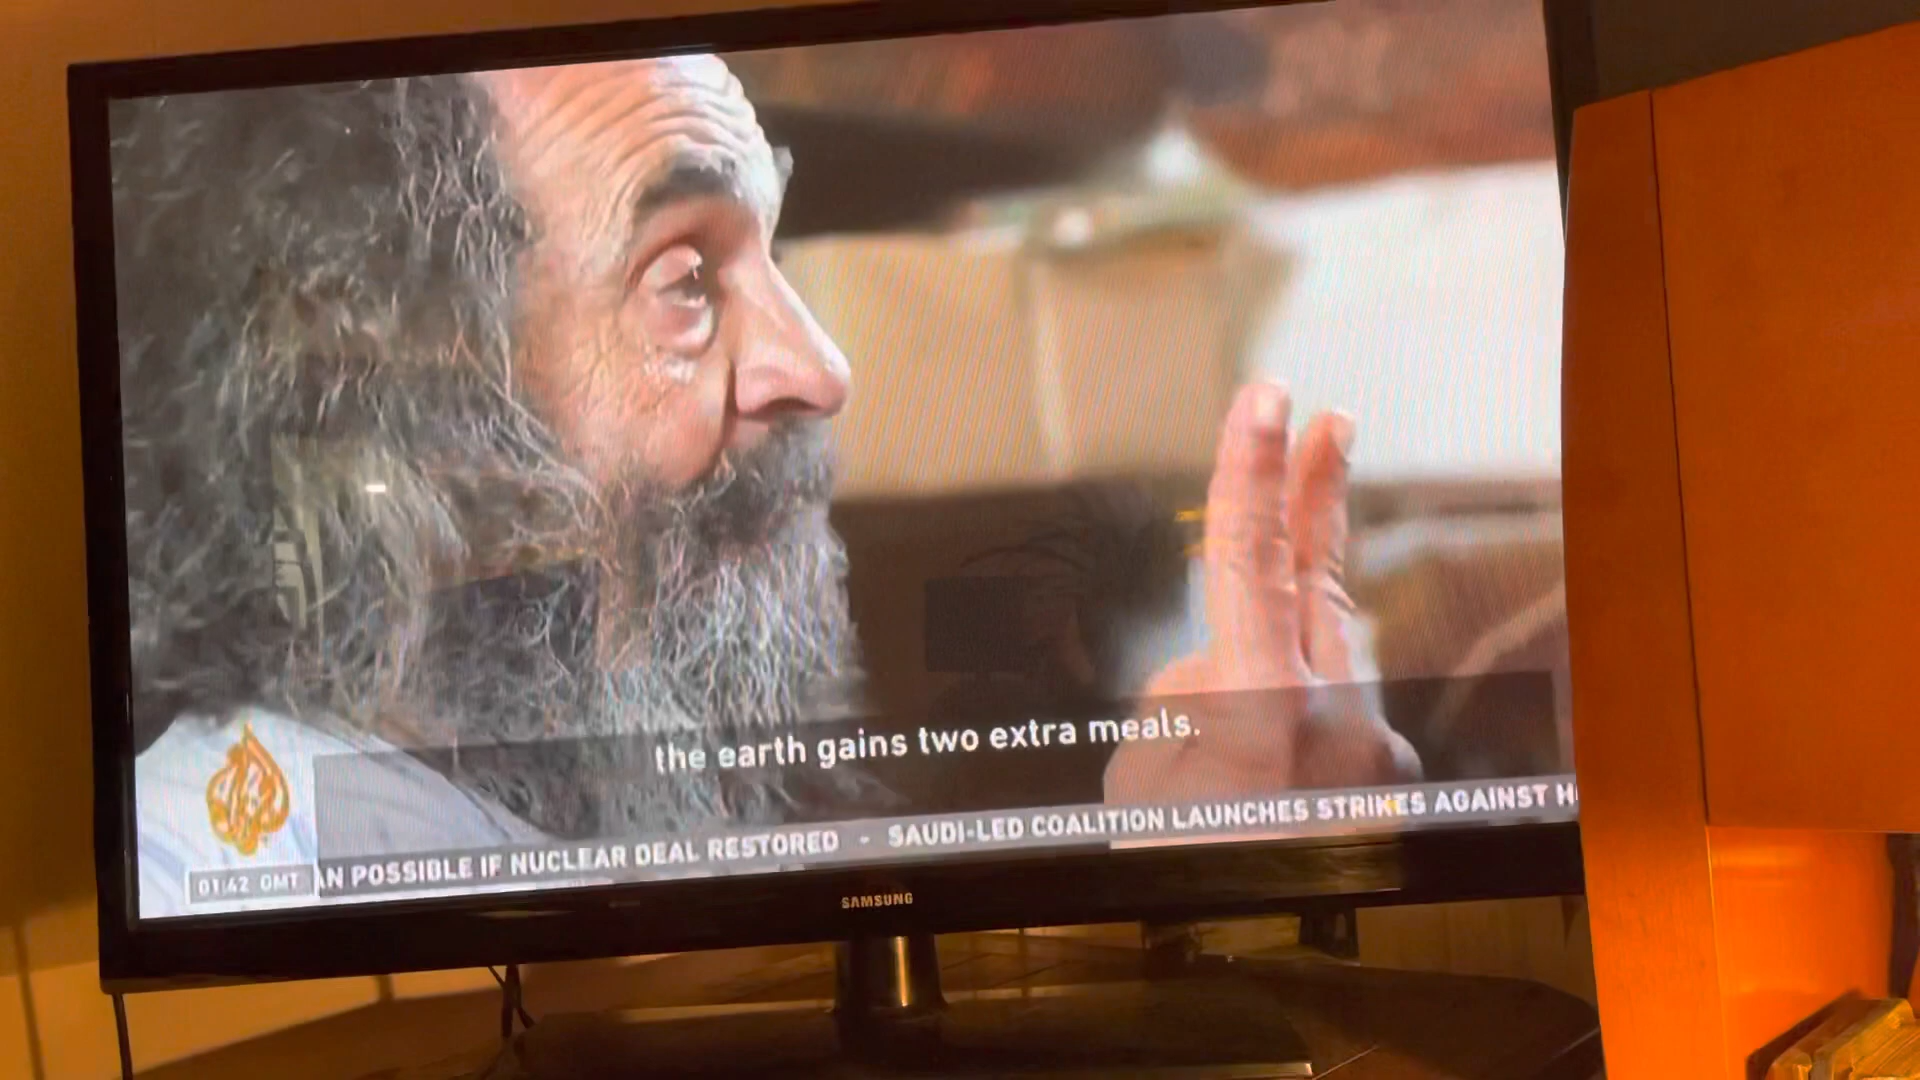 the earth gains two extra meals.
AN POSSIBLE IF NUCLEAR DEAL RESTORED - SAUDI-LED COALITION LAUNCHES STRIKES AGAINST H
01:42 GMT
SAMSUNG